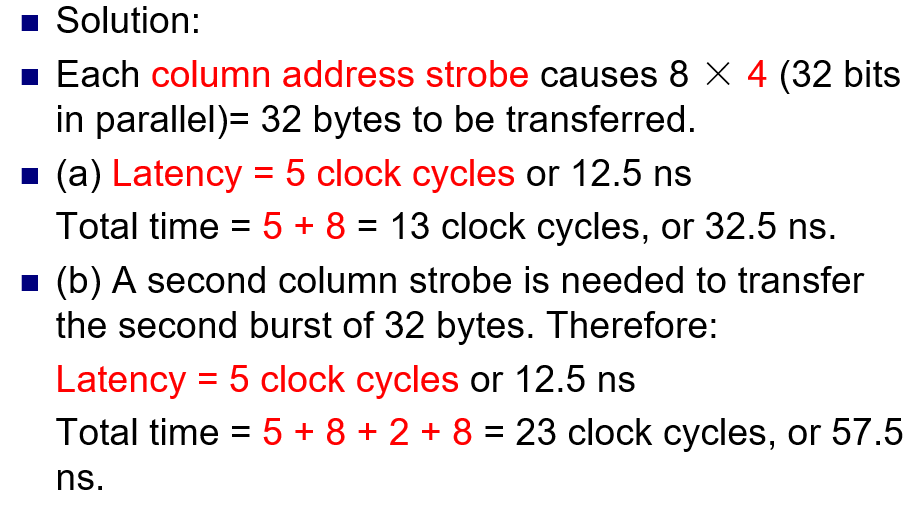 ■ Solution:
■ Each column address strobe causes 8 × 4 (32 bits
in parallel)= 32 bytes to be transferred.
■ (a) Latency = 5 clock cycles or 12.5 ns
Total time = 5 + 8 = 13 clock cycles, or 32.5 ns.
■ (b) A second column strobe is needed to transfer
the second burst of 32 bytes. Therefore:
Latency = 5 clock cycles or 12.5 ns
Total time = 5 + 8 + 2 + 8 = 23 clock cycles, or 57.5
ns.